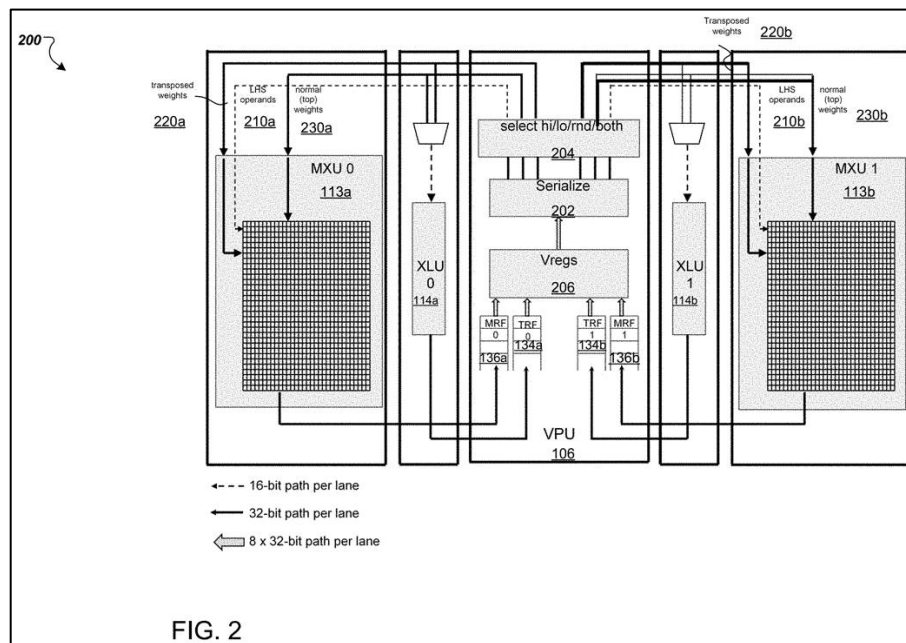 200
Transposed
weights
220b
transposed
weights
220a
LHS
operands
210a
normal
(top)
weights
230a
LHS
operands
210b
normal
(top)
weights
230b
select hi/lo/rnd/both
204
MXU 0
113a
Serialize
202
MXU 1
113b
XLU
0
114a
Vregs
206
XLU
1
114b
MRF
0
136a
TRF
0
134a
TRF
1
134b
MRF
1
136b
VPU
106
16-bit path per lane
32-bit path per lane
8 x 32-bit path per lane
FIG. 2